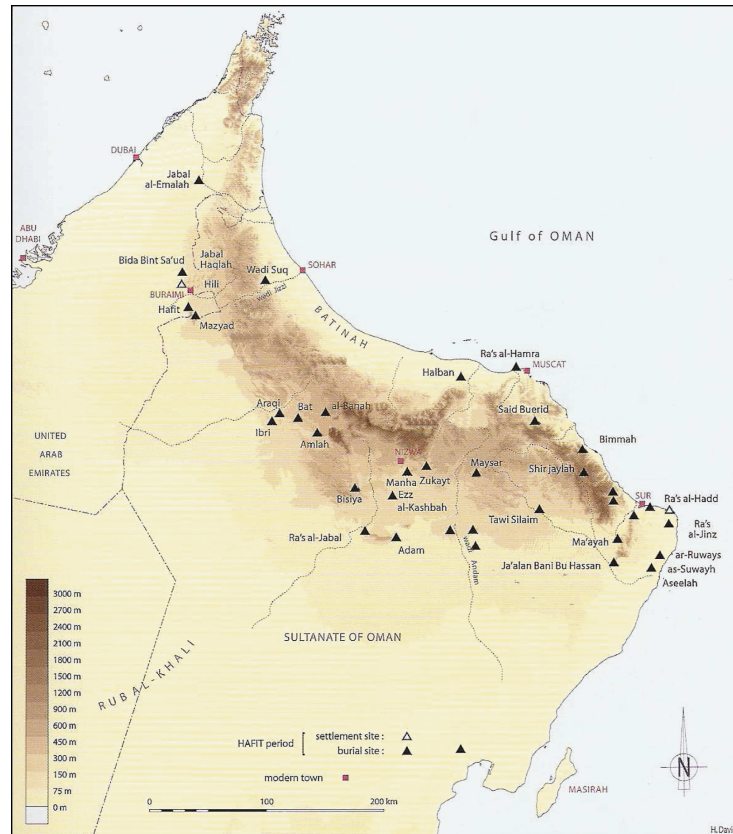 DUBAI
Jabal
al-Emalah
ABU
DHABI
Gulf of OMAN
Bida Bint Sa'ud
Jabal
Haqlah
Wadi Suq
SOHAR
Hili
BURAIMI
wadi Jizzi
Hafit
Mazyad
BATINAH
Ra's al-Hamra
MUSCAT
Halban
Araqi
Bat
al-Banah
Said Buerid
Ibri
Amlah
Bimmah
UNITED
ARAB
EMIRATES
NIZWA
Maysar
Shir jaylah
Manha
Zukayt
Bisiya
Ezz
al-Kashbah
SUR
Ra's al-Hadd
Tawi Silaim
Ra's
al-Jinz
Ra's al-Jabal
Adam
wadi
Andam
Ma'ayah
ar-Ruways
Ja'alan Bani Bu Hassan
as-Suwayh
Aseelah
3000 m
2700 m
2400 m
2100 m
1800 m
1500 m
1200 m
900 m
600 m
450 m
300 m
150 m
75 m
0 m
SULTANATE OF OMAN
RUB AL-KHALI
HAFIT period
settlement site :
burial site :
modern town
0
100
200 km
N
MASIRAH